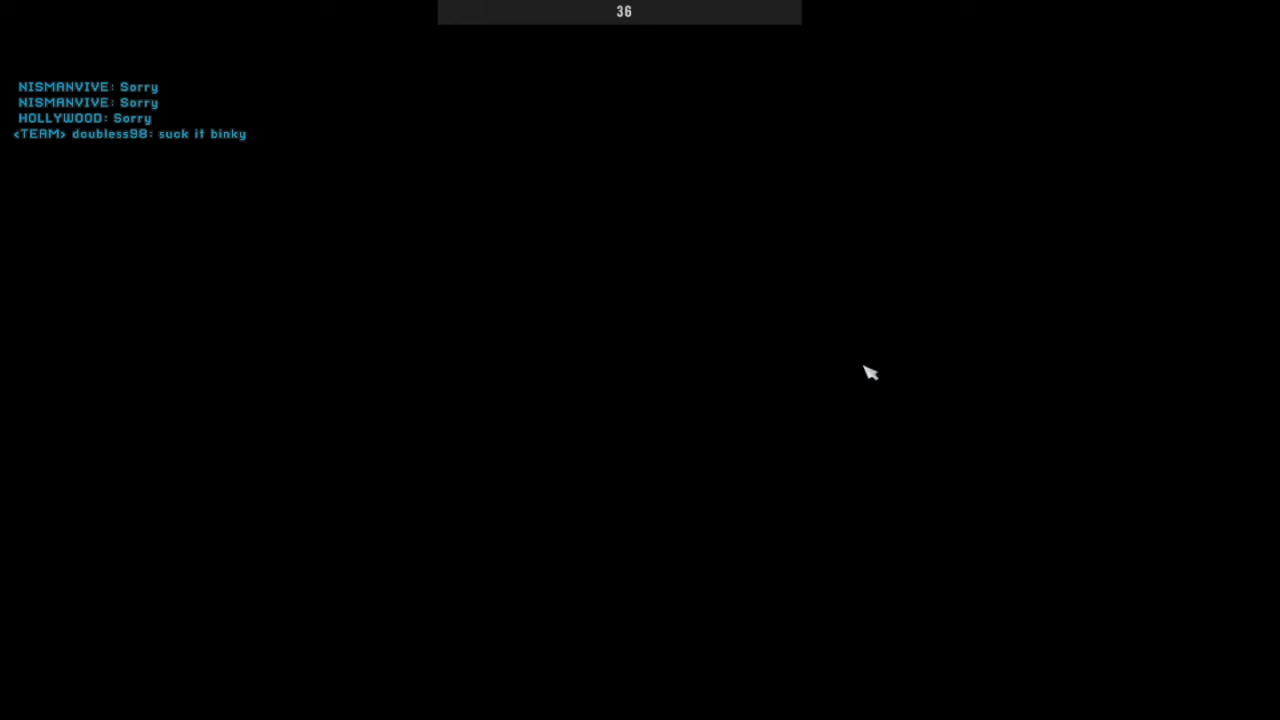 36
NISMANVIVE: Sorry
NISMANVIVE: Sorry
HOLLYWOOD: Sorry
<TEAM> doubless98: suck it binky